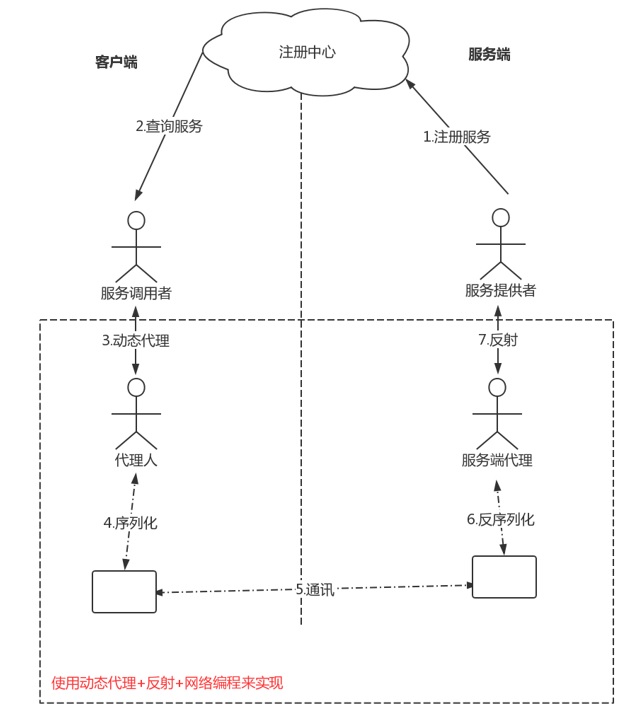 注册中心
客户端
服务端
2.查询服务
1.注册服务
服务调用者
服务提供者
3.动态代理
7.反射
代理人
服务端代理
4.序列化
6.反序列化
5.通讯
使用动态代理+反射+网络编程来实现